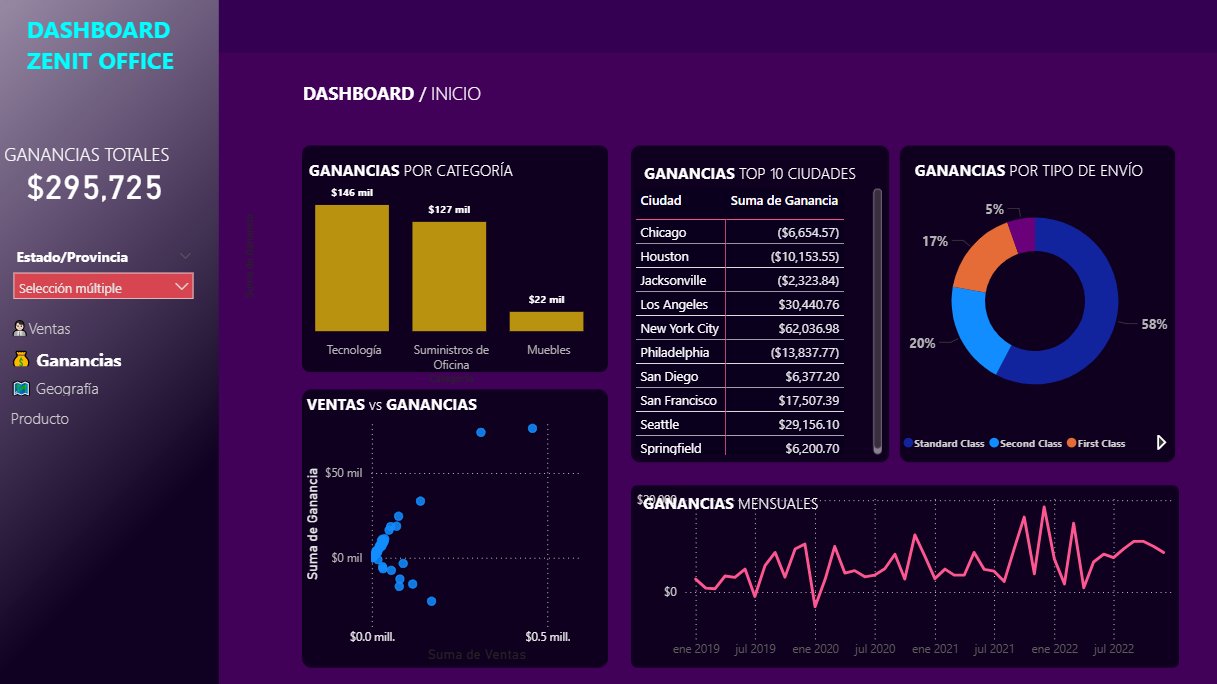 DASHBOARD
ZENIT OFFICE
GANANCIAS TOTALES
$295,725
Estado/Provincia
Selección múltiple
Ventas
Ganancias
Geografía
Producto
DASHBOARD / INICIO
GANANCIAS POR CATEGORÍA
$146 mil
$127 mil
$22 mil
Tecnología
Suministros de
Oficina
Muebles
VENTAS vs GANANCIAS
Suma de Ganancia
$50 mil
$0 mil
$0.0 mill.
$0.5 mill.
Suma de Ventas
GANANCIAS TOP 10 CIUDADES
Ciudad Suma de Ganancia
Chicago ($6,654.57)
Houston ($10,153.55)
Jacksonville ($2,323.84)
Los Angeles $30,440.76
New York City $62,036.98
Philadelphia ($13,837.77)
San Diego $6,377.20
San Francisco $17,507.39
Seattle $29,156.10
Springfield $6,200.70
GANANCIAS POR TIPO DE ENVÍO
5%
17%
20%
58%
Standard Class Second Class First Class
GANANCIAS MENSUALES
$20,000
$0
ene 2019 jul 2019 ene 2020 jul 2020 ene 2021 jul 2021 ene 2022 jul 2022